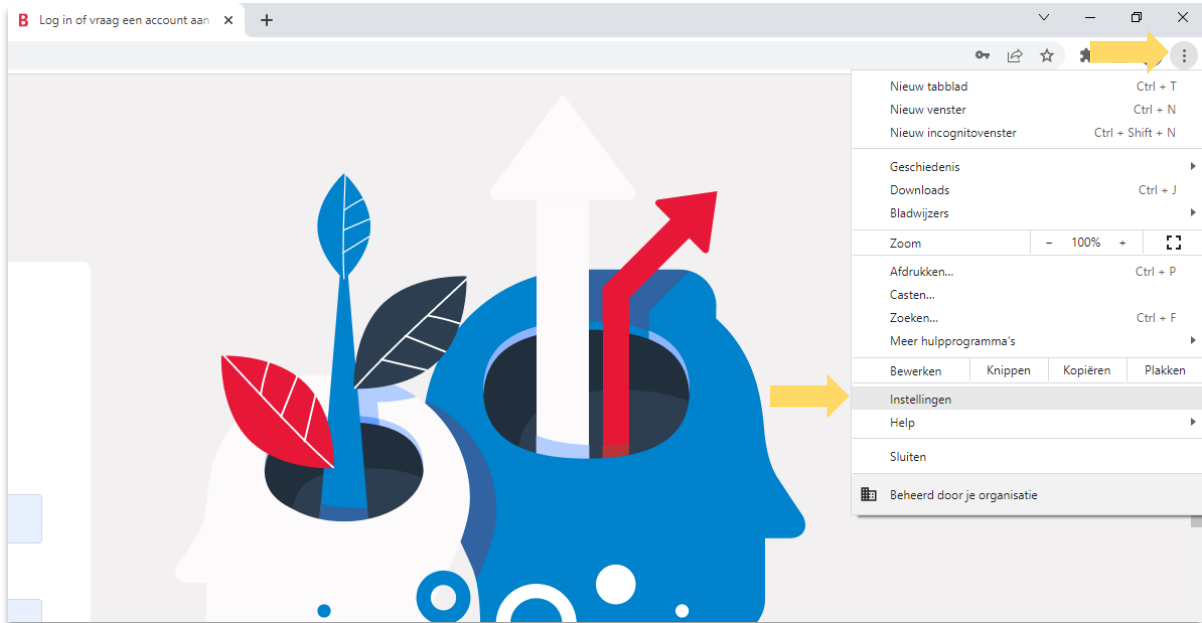 B Log in of vraag een account aan
Nieuw tabblad Ctrl + T
Nieuw venster Ctrl + N
Nieuw incognitovenster Ctrl + Shift + N
Geschiedenis
Downloads Ctrl + J
Bladwijzers
Zoom - 100% +
Afdrukken... Ctrl + P
Casten...
Zoeken... Ctrl + F
Meer hulpprogramma's
Bewerken Knippen Kopiëren Plakken
Instellingen
Help
Sluiten
Beheerd door je organisatie